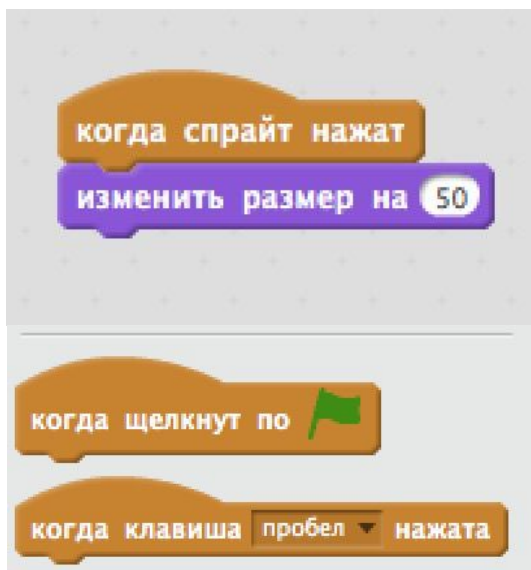 когда спрайт нажат
изменить размер на 50
когда щелкнут по
когда клавиша пробел нажата